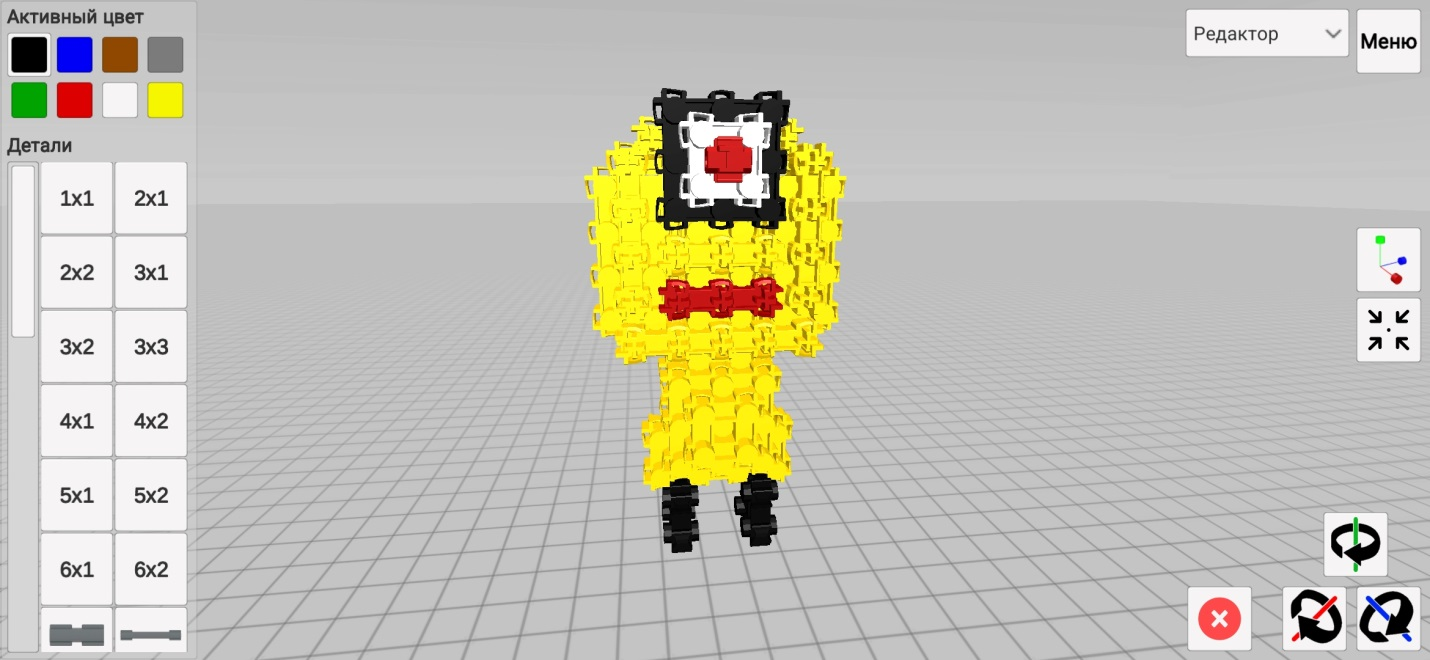 Активный цвет
Редактор
Меню
Детали
1x1 2x1
2x2 3x1
3x2 3x3
4x1 4x2
5x1 5x2
6x1 6x2